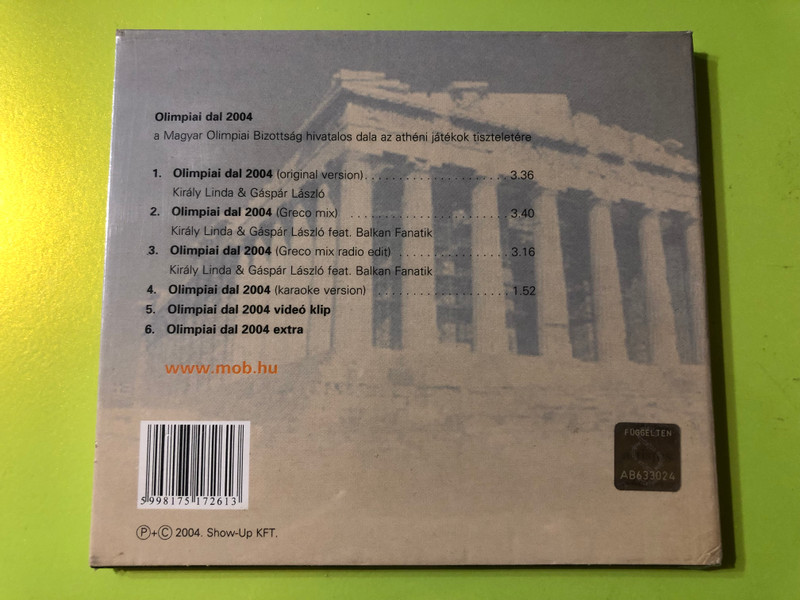 Olimpiai dal 2004
a Magyar Olimpiai Bizottság hivatalos dala az athéni játékok tiszteletére
1. Olimpiai dal 2004 (original version) . . . . . . . . . . . . . . . . . . . . . 3.36
Király Linda & Gáspár László
2. Olimpiai dal 2004 (Greco mix) . . . . . . . . . . . . . . . . . . . . . . . 3.40
Király Linda & Gáspár László feat. Balkan Fanatik
3. Olimpiai dal 2004 (Greco mix radio edit) . . . . . . . . . . . . . . . . 3.16
Király Linda & Gáspár László feat. Balkan Fanatik
4. Olimpiai dal 2004 (karaoke version) . . . . . . . . . . . . . . . . . . . 1.52
5. Olimpiai dal 2004 videó klip
6. Olimpiai dal 2004 extra
www.mob.hu
5998175172613
FÜGGELTEN
AB633024
Ⓟ+Ⓒ 2004. Show-Up KFT.